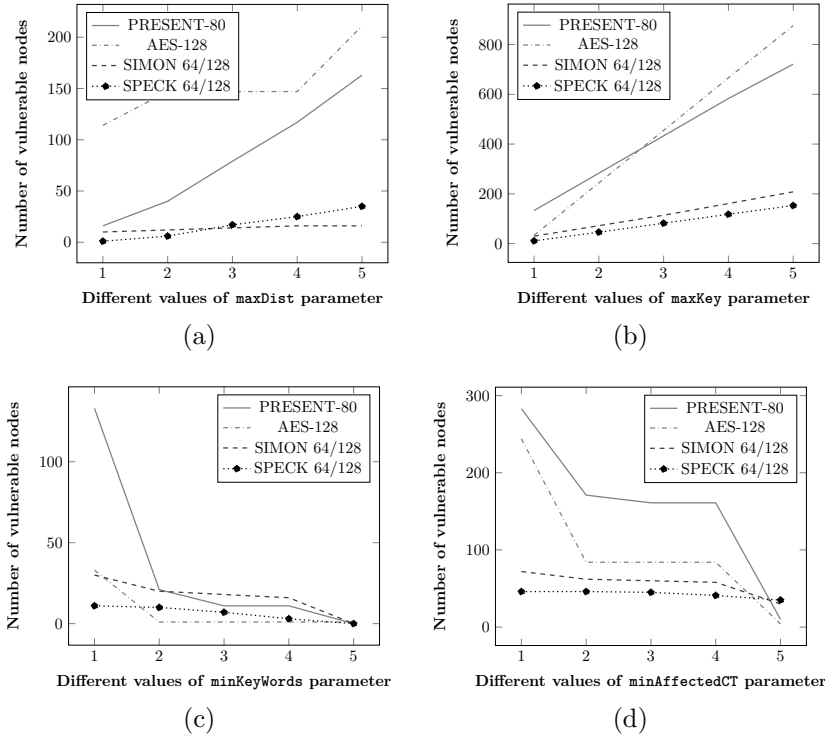 Number of vulnerable nodes
200
150
100
50
0
PRESENT-80
AES-128
SIMON 64/128
SPECK 64/128
1 2 3 4 5
Different values of maxDist parameter
(a)
Number of vulnerable nodes
800
600
400
200
0
PRESENT-80
AES-128
SIMON 64/128
SPECK 64/128
1 2 3 4 5
Different values of maxKey parameter
(b)
Number of vulnerable nodes
100
50
0
PRESENT-80
AES-128
SIMON 64/128
SPECK 64/128
1 2 3 4 5
Different values of minKeyWords parameter
(c)
Number of vulnerable nodes
300
200
100
0
PRESENT-80
AES-128
SIMON 64/128
SPECK 64/128
1 2 3 4 5
Different values of minAffectedCT parameter
(d)